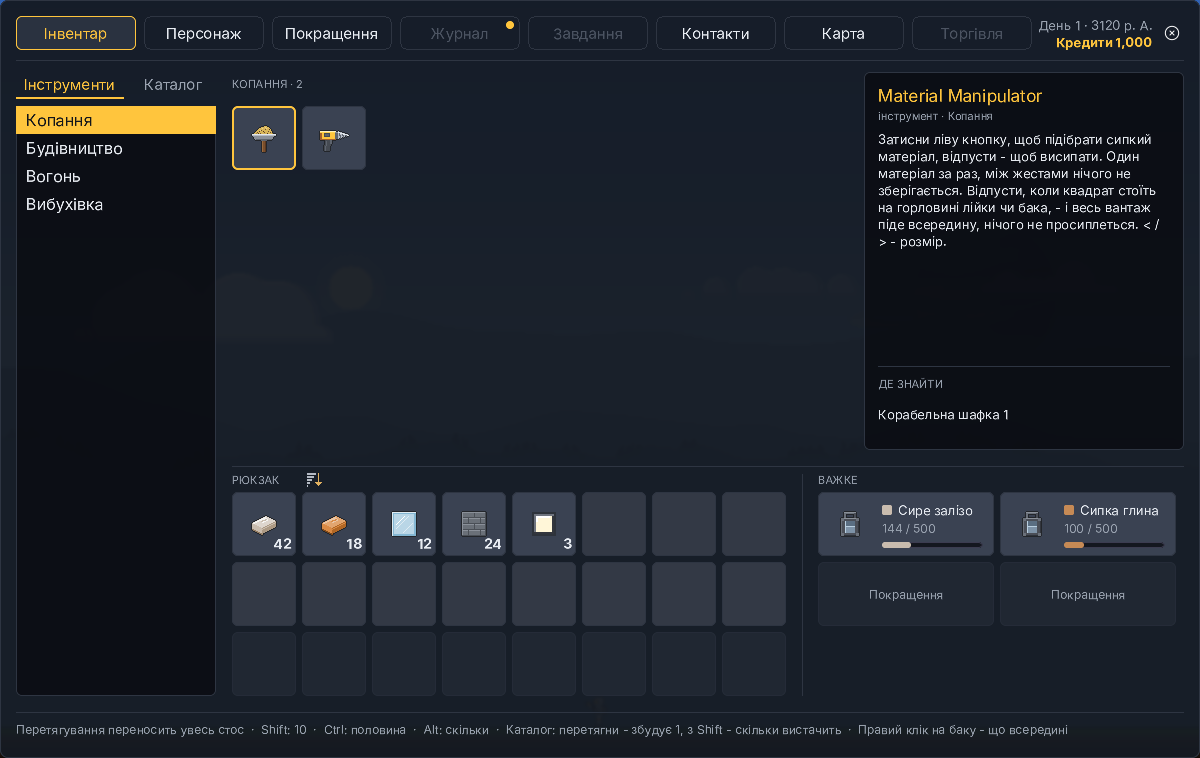 Інвентар
Персонаж
Покращення
Журнал
Завдання
Контакти
Карта
Торгівля
День 1 · 3120 р. А.
Кредити 1,000
Інструменти
Каталог
Копання
Будівництво
Вогонь
Вибухівка
КОПАННЯ · 2
Material Manipulator
інструмент · Копання
Затисни ліву кнопку, щоб підібрати сипкий
матеріал, відпусти - щоб висипати. Один
матеріал за раз, між жестами нічого не
зберігається. Відпусти, коли квадрат стоїть
на горловині лійки чи бака, - і весь вантаж
піде всередину, нічого не просиплеться. < /
> - розмір.
ДЕ ЗНАЙТИ
Корабельна шафка 1
РЮКЗАК
42
18
12
24
3
ВАЖКЕ
Сире залізо
144 / 500
Сипка глина
100 / 500
Покращення
Покращення
Перетягування переносить увесь стос · Shift: 10 · Ctrl: половина · Alt: скільки · Каталог: перетягни - збудує 1, з Shift - скільки вистачить · Правий клік на баку - що всередині